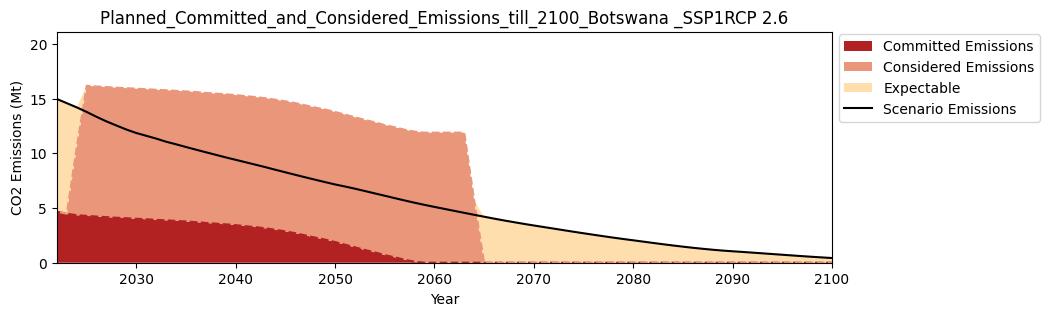 Planned_Committed_and_Considered_Emissions_till_2100_Botswana _SSP1RCP 2.6
CO2 Emissions (Mt)
20
15
10
5
0
2030 2040 2050 2060 2070 2080 2090 2100
Year
Committed Emissions
Considered Emissions
Expectable
Scenario Emissions